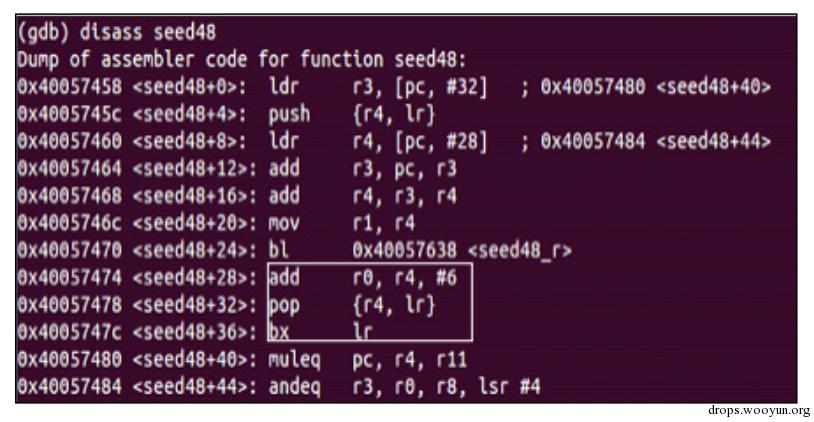 (gdb) disass seed48
Dump of assembler code for function seed48:
0x40057458 <seed48+0>: ldr r3, [pc, #32] ; 0x40057480 <seed48+40>
0x4005745c <seed48+4>: push {r4, lr}
0x40057460 <seed48+8>: ldr r4, [pc, #28] ; 0x40057484 <seed48+44>
0x40057464 <seed48+12>: add r3, pc, r3
0x40057468 <seed48+16>: add r4, r3, r4
0x4005746c <seed48+20>: mov r1, r4
0x40057470 <seed48+24>: bl 0x40057638 <seed48_r>
0x40057474 <seed48+28>: add r0, r4, #6
0x40057478 <seed48+32>: pop {r4, lr}
0x4005747c <seed48+36>: bx lr
0x40057480 <seed48+40>: muleq pc, r4, r11
0x40057484 <seed48+44>: andeq r3, r0, r8, lsr #4
drops.wooyun.org